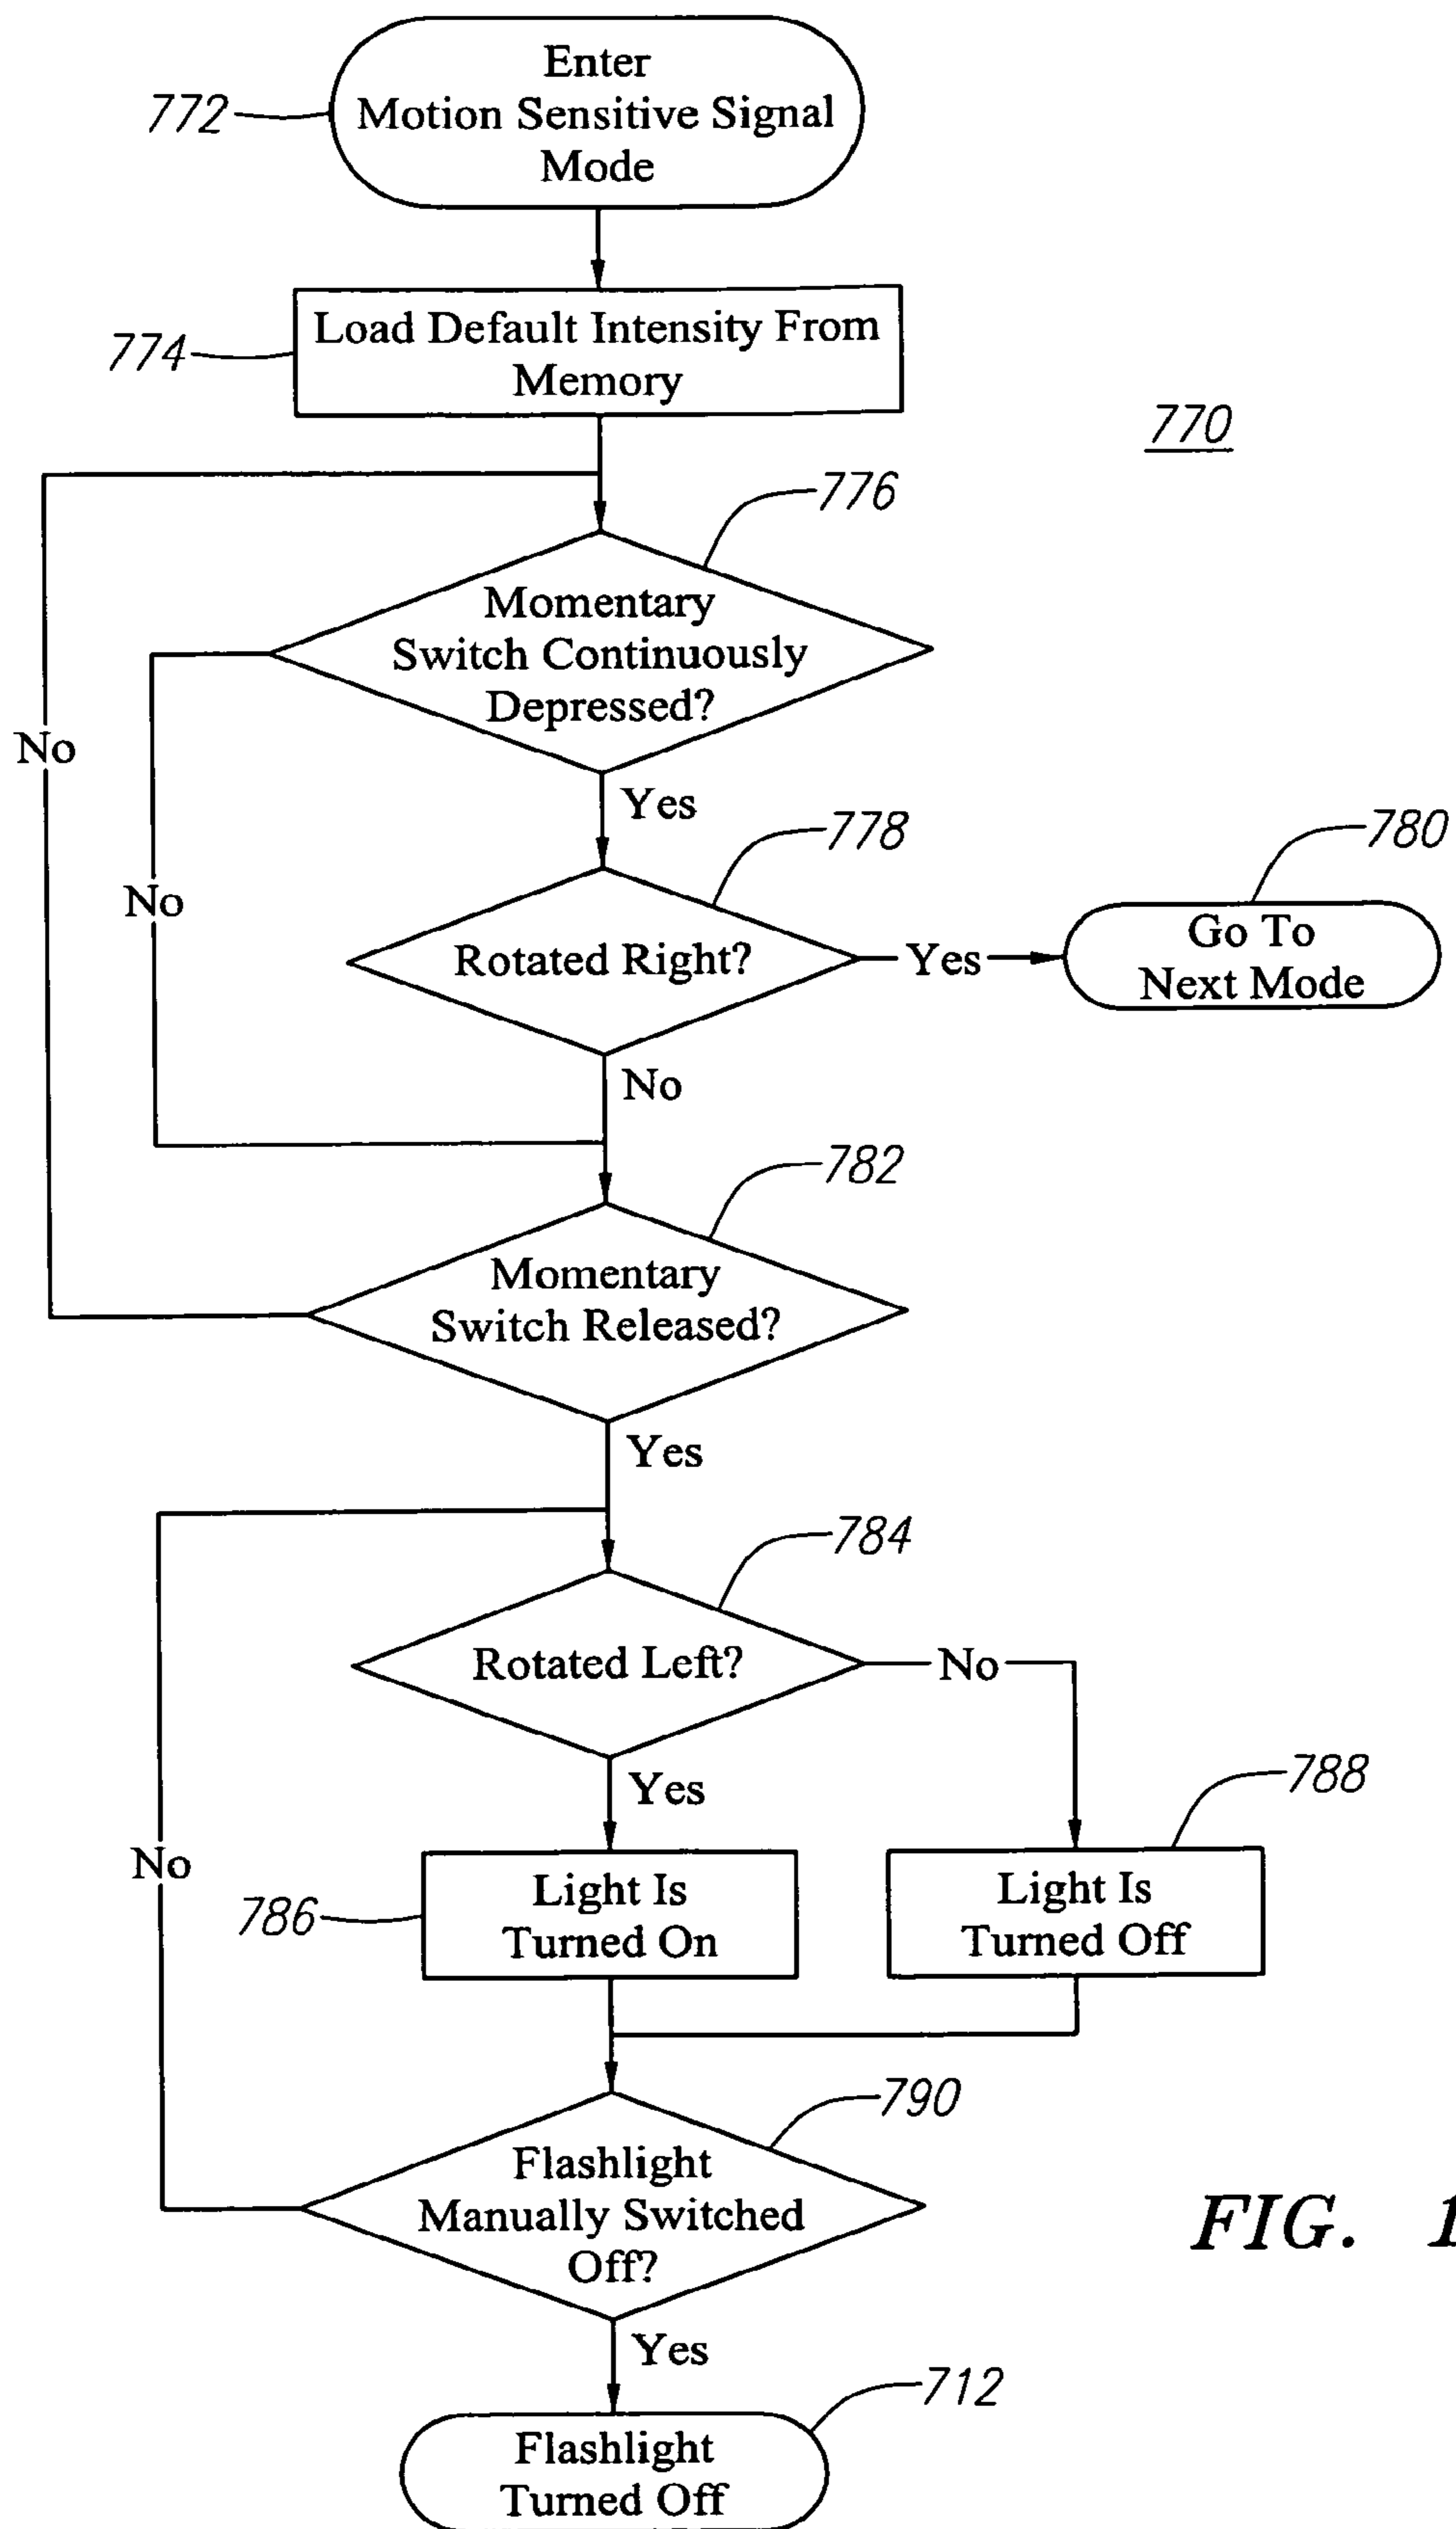 Enter
Motion Sensitive Signal
Mode
772
Load Default Intensity From
Memory
774
770
776
Momentary
Switch Continuously
Depressed?
No
Yes
No
778
780
Rotated Right?
Yes
Go To
Next Mode
No
782
Momentary
Switch Released?
Yes
784
Rotated Left?
No
Yes
788
No
Light Is
Turned On
786
Light Is
Turned Off
790
Flashlight
Manually Switched
Off?
FIG. 1
Yes
712
Flashlight
Turned Off